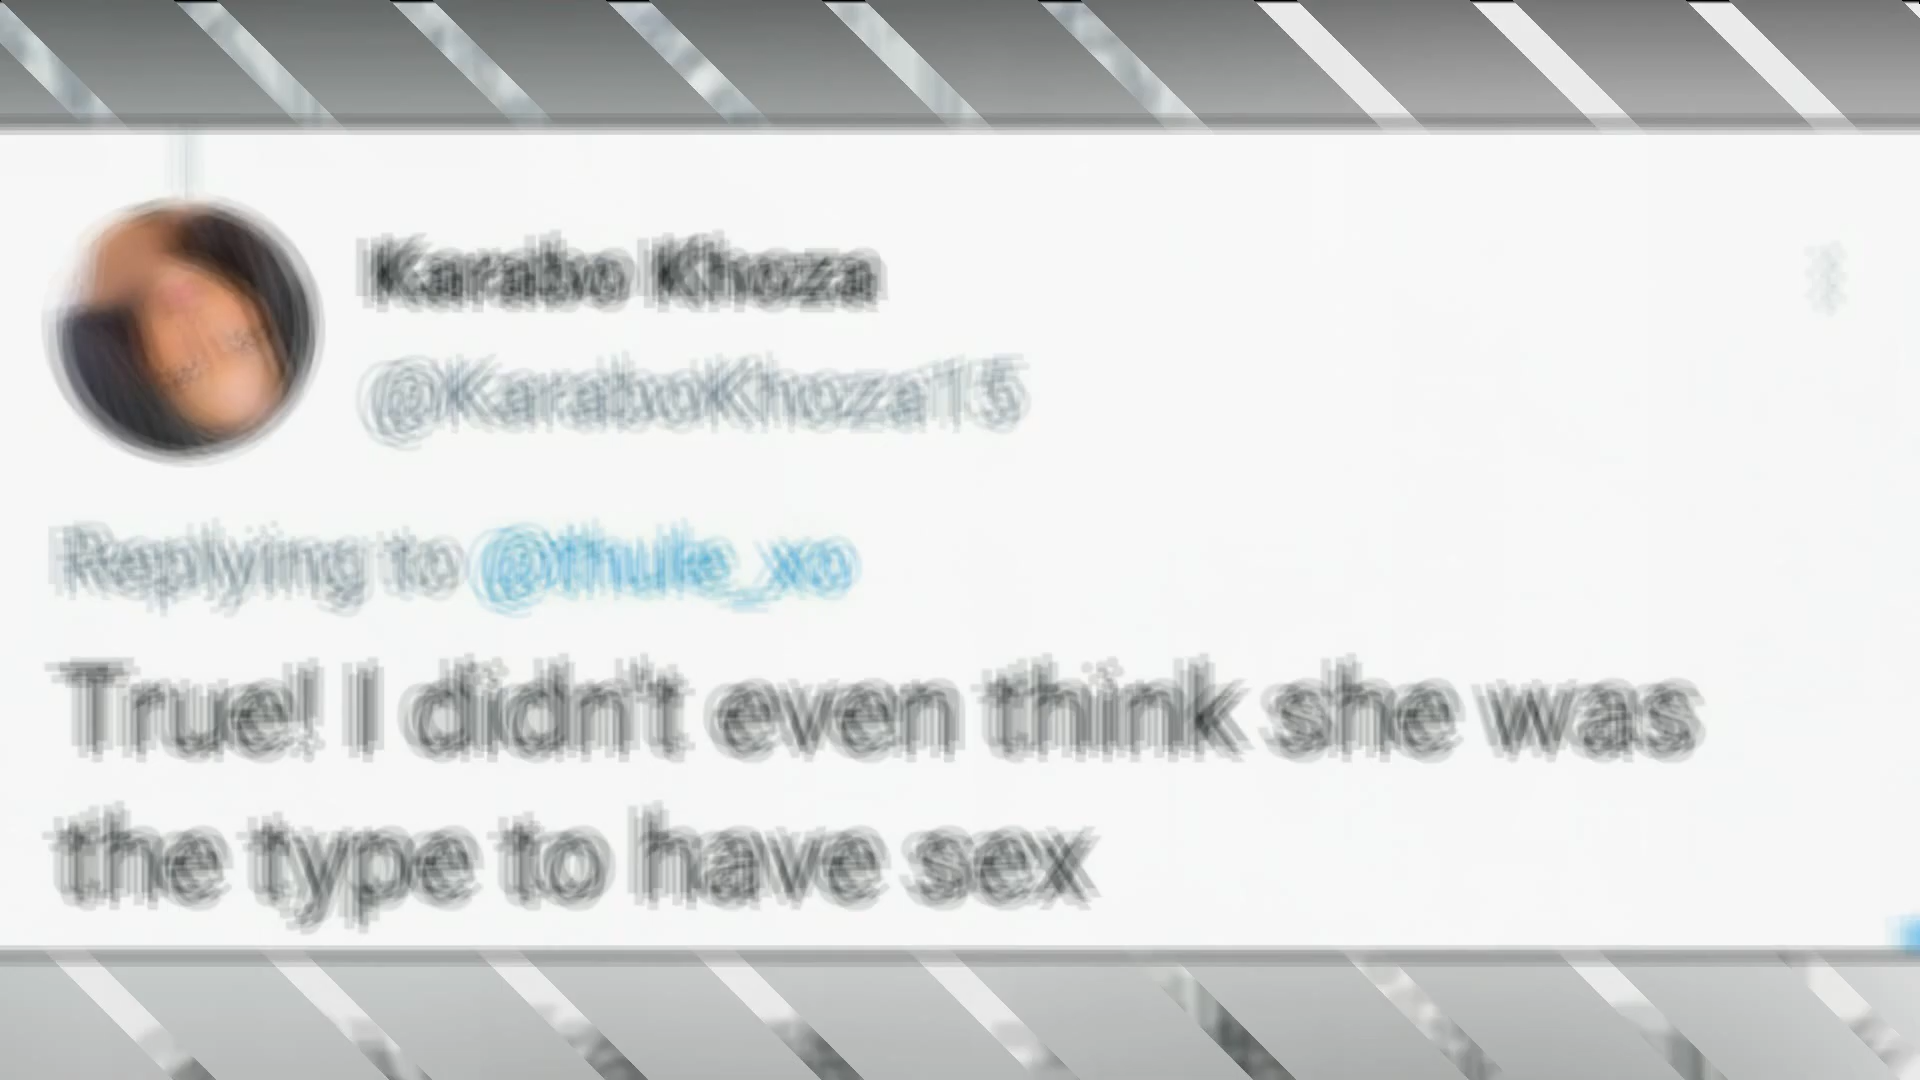 Karabo Khoza
@KaraboKhoza15
Replying to @thule_xo
True! I didn't even think she was
the type to have sex